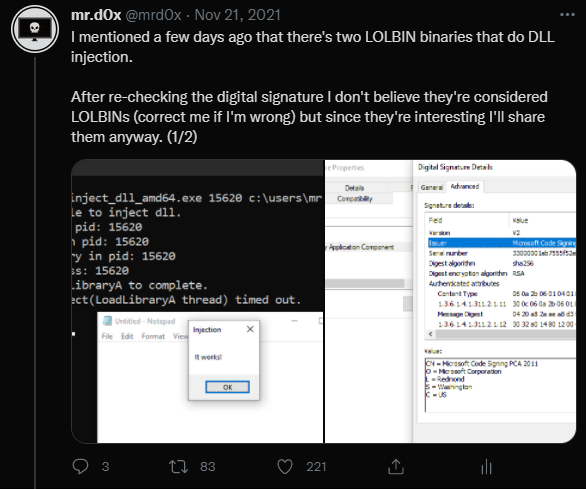 mr.d0x @mrd0x · Nov 21, 2021
I mentioned a few days ago that there's two LOLBIN binaries that do DLL
injection.
After re-checking the digital signature I don't believe they're considered
LOLBINs (correct me if I'm wrong) but since they're interesting I'll share
them anyway. (1/2)
inject_dll_amd64.exe 15620 c:\users\mr
le to inject dll.
pid: 15620
n pid: 15620
ry in pid: 15620
ss: 15620
LibraryA to complete.
ect(LoadLibraryA thread) timed out.
Untitled - Notepad
File Edit Format View
Injection
It works!
OK
re Properties
Details
Compatibility
y Application Component
Digital Signature Details
General Advanced
Signature details:
Field Value
Version V2
Issuer Microsoft Code Signing
Serial number 33000001eb7555f52e
Digest algorithm sha256
Digest encryption algorithm RSA
Authenticated attributes
Content Type 05 0a 2b 06 01 04 01
1.3.6.1.4.1.311.2.1.11 30 0c 06 0a 2b 06 01
Message Digest 04 20 a8 2a ae a8 d3
1.3.6.1.4.1.311.2.1.12 30 32 a0 14 80 12 00
Value:
CN = Microsoft Code Signing PCA 2011
O = Microsoft Corporation
L = Redmond
S = Washington
C = US
3 83 221